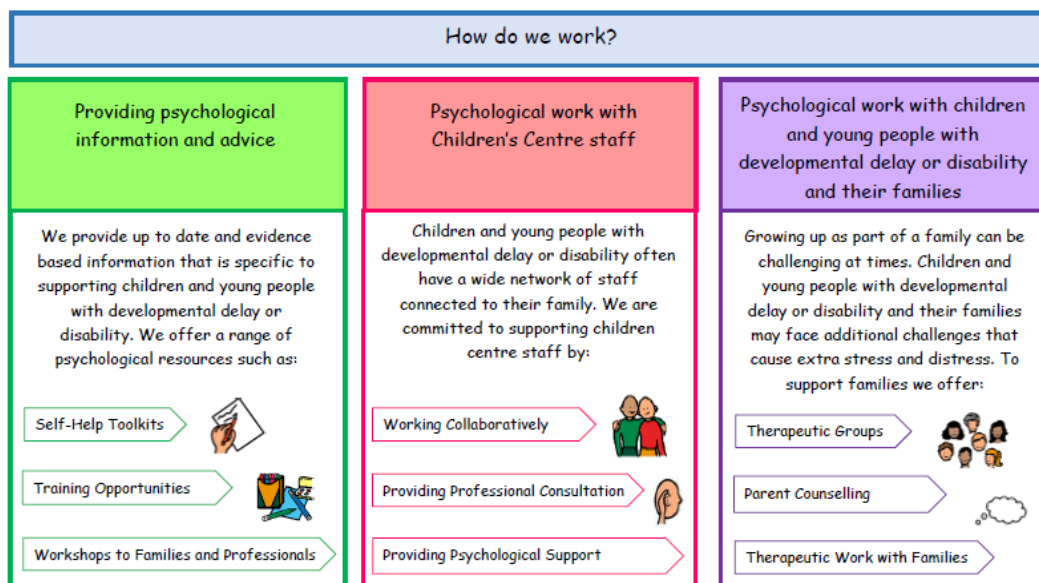 How do we work?
Providing psychological
information and advice
We provide up to date and evidence
based information that is specific to
supporting children and young people
with developmental delay or
disability. We offer a range of
psychological resources such as:
Self-Help Toolkits
Training Opportunities
Workshops to Families and Professionals
Psychological work with
Children's Centre staff
Children and young people with
developmental delay or disability often
have a wide network of staff
connected to their family. We are
committed to supporting children
centre staff by:
Working Collaboratively
Providing Professional Consultation
Providing Psychological Support
Psychological work with children
and young people with
developmental delay or disability
and their families
Growing up as part of a family can be
challenging at times. Children and
young people with developmental
delay or disability and their families
may face additional challenges that
cause extra stress and distress. To
support families we offer:
Therapeutic Groups
Parent Counselling
Therapeutic Work with Families